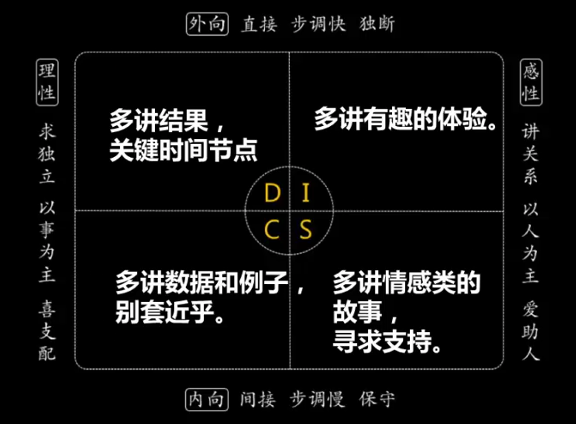 外向 直接 步调快 独断
理性 求独立 以事为主 喜支配
多讲结果，
关键时间节点
多讲有趣的体验。
感性 讲关系 以人为主 爱助人
D I
C S
多讲数据和例子，
别套近乎。
多讲情感类的
故事，
寻求支持。
内向 间接 步调慢 保守